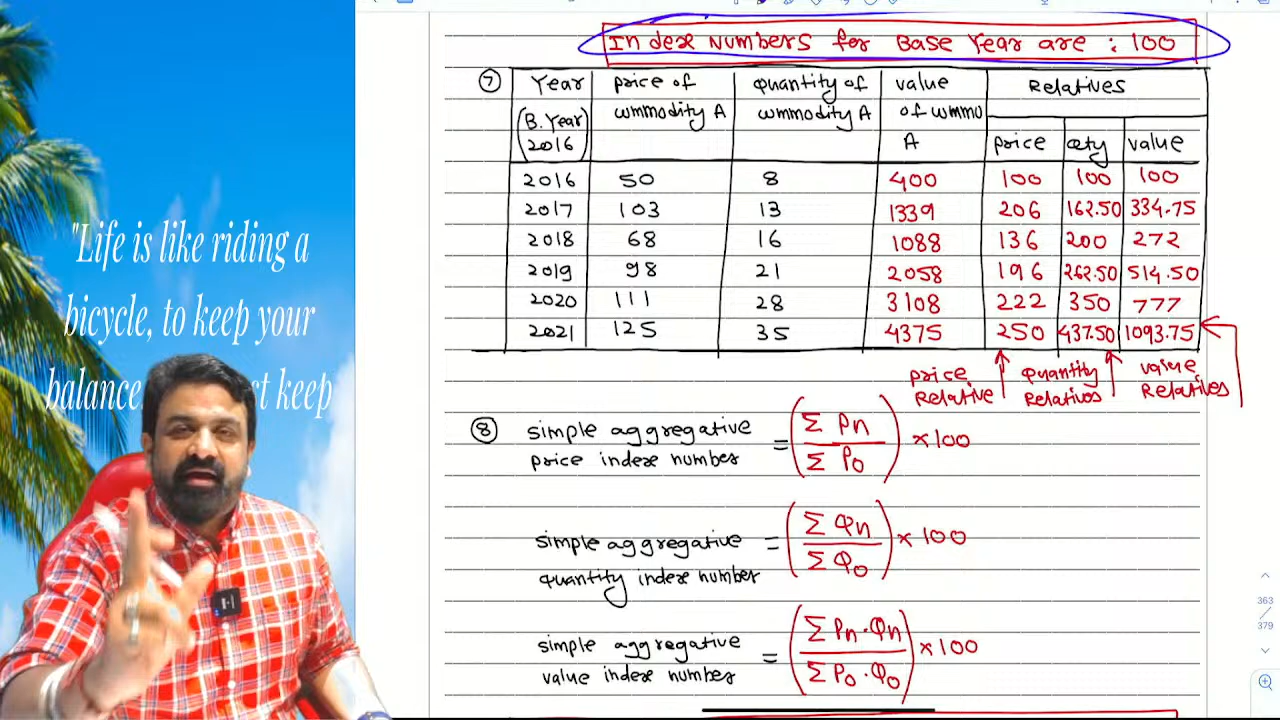 Index Numbers for Base Year are : 100
7 Year price of quantity of value Relatives
commodity A commodity A of commo
(B. Year 2016) A price Qty value
2016 50 8 400 100 100 100
2017 103 13 1339 206 162.50 334.75
2018 68 16 1088 136 200 272
2019 98 21 2058 196 262.50 514.50
2020 111 28 3108 222 350 777
2021 125 35 4375 250 437.50 1093.75
price Relative Quantity Relatives value Relatives
8 simple aggregative price index number = (Σ Pn / Σ P0) × 100
simple aggregative quantity index number = (Σ Qn / Σ Q0) × 100
simple aggregative value index number = (Σ Pn · Qn / Σ P0 · Q0) × 100
"Life is like riding a
bicycle, to keep your
balance keep
363
/
379